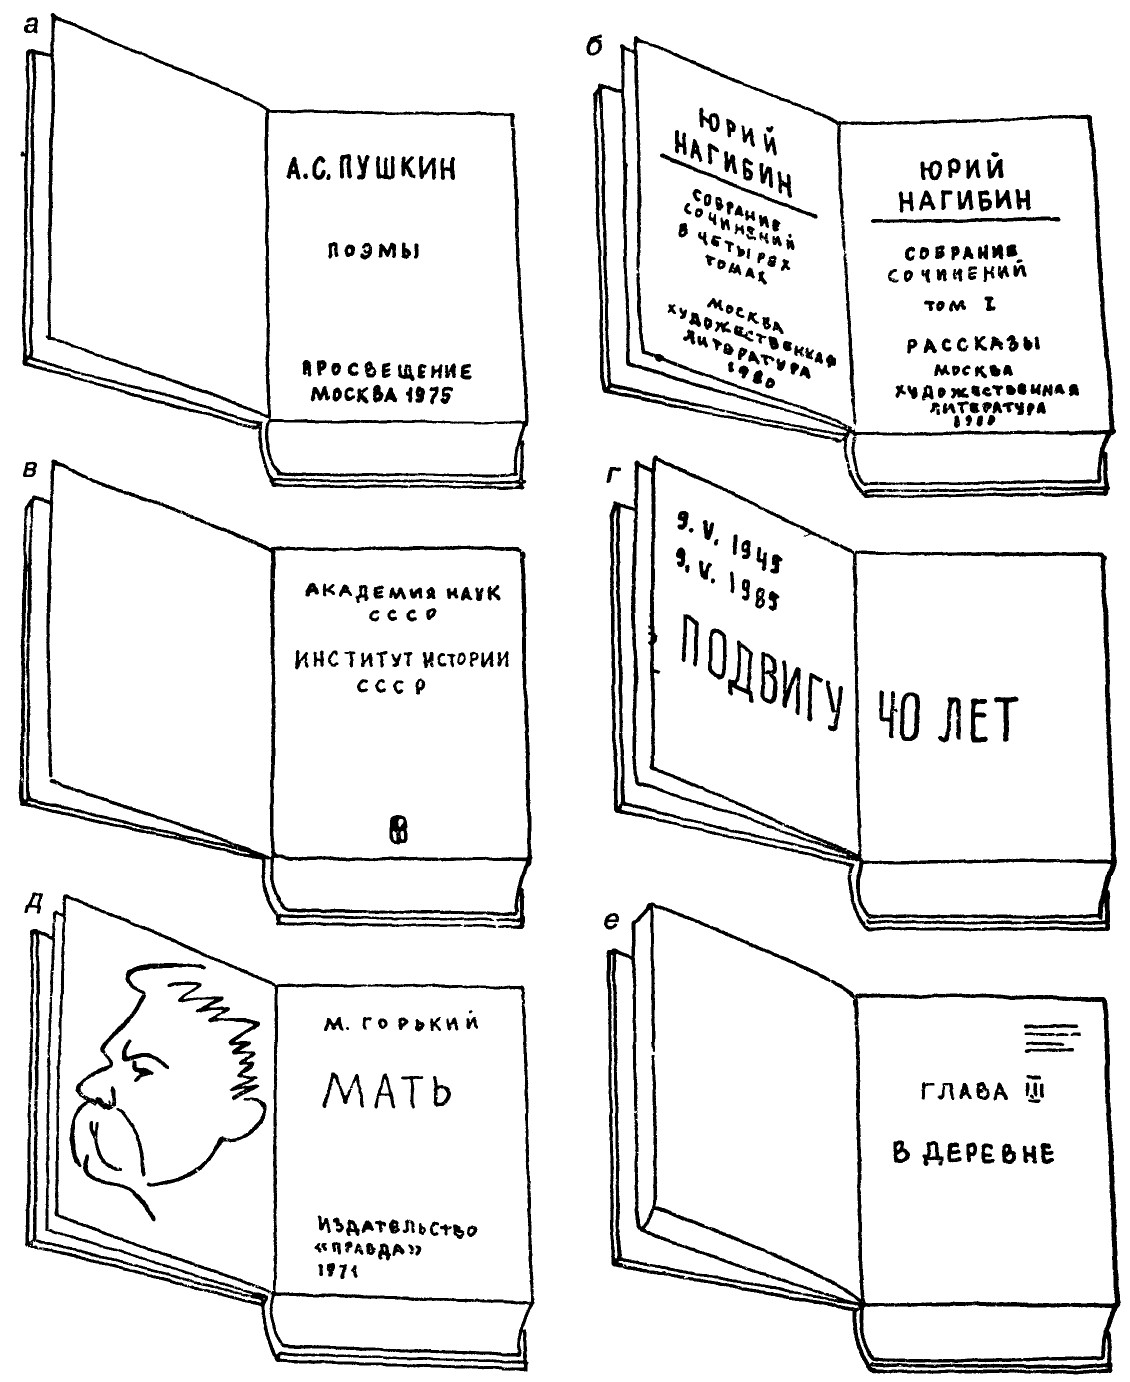 а
А.С. ПУШКИН
ПОЭМЫ
ПРОСВЕЩЕНИЕ
МОСКВА 1975
б
ЮРИЙ
НАГИБИН
СОБРАНИЕ
СОЧИНЕНИЙ
В ЧЕТЫРЕХ
ТОМАХ
МОСКВА
ХУДОЖЕСТВЕННАЯ
ЛИТЕРАТУРА
1980
ЮРИЙ
НАГИБИН
СОБРАНИЕ
СОЧИНЕНИЙ
ТОМ I
РАССКАЗЫ
МОСКВА
ХУДОЖЕСТВЕННАЯ
ЛИТЕРАТУРА
1980
в
АКАДЕМИЯ НАУК
СССР
ИНСТИТУТ ИСТОРИИ
СССР
г
9. V. 1945
9. V. 1985
ПОДВИГУ 40 ЛЕТ
д
М. ГОРЬКИЙ
МАТЬ
ИЗДАТЕЛЬСТВО
«ПРАВДА»
1971
е
ГЛАВА III
В ДЕРЕВНЕ